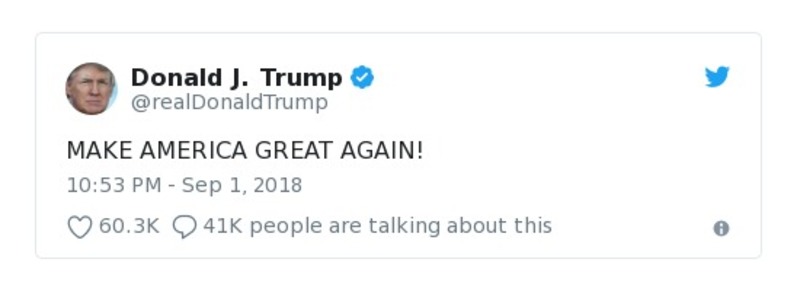 Donald J. Trump
@realDonaldTrump
MAKE AMERICA GREAT AGAIN!
10:53 PM - Sep 1, 2018
60.3K 41K people are talking about this